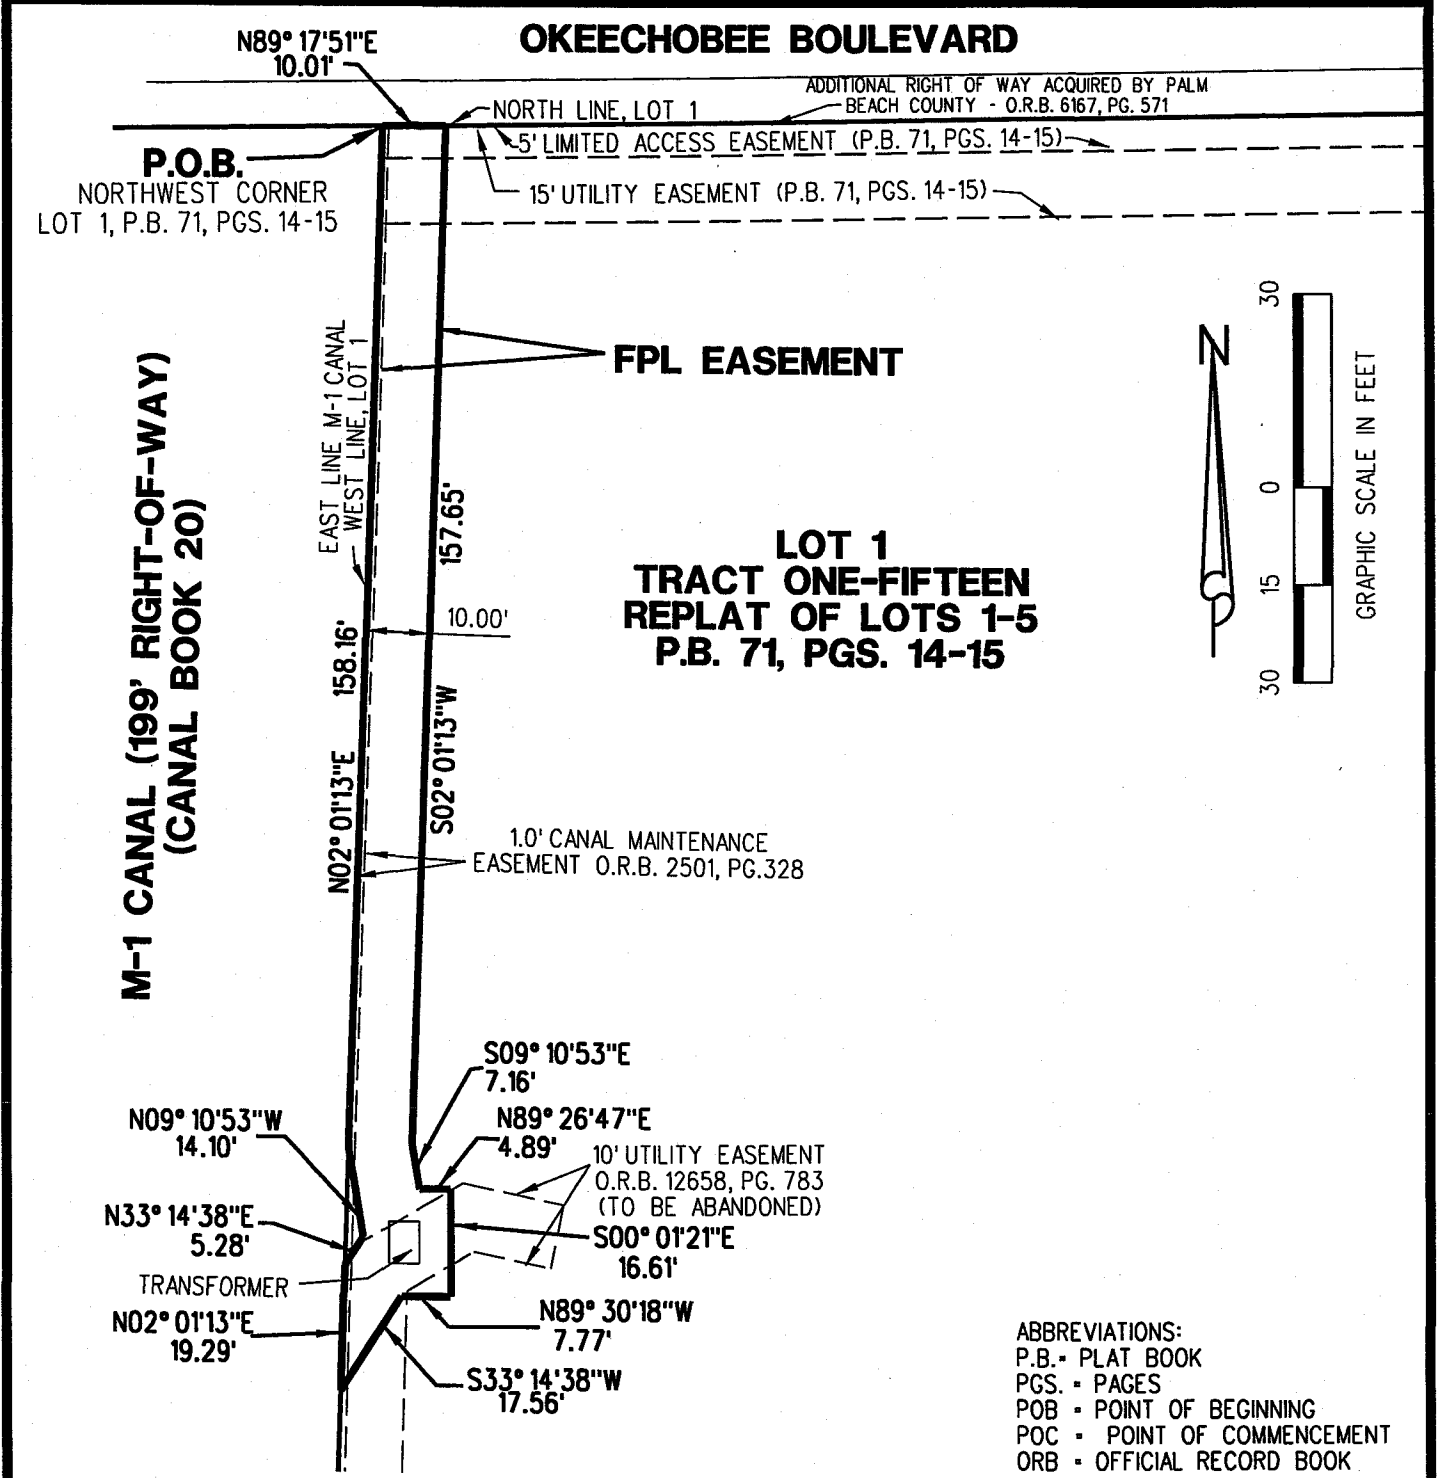 OKEECHOBEE BOULEVARD
N89° 17'51"E
10.01'
ADDITIONAL RIGHT OF WAY ACQUIRED BY PALM
BEACH COUNTY - O.R.B. 6167, PG. 571
NORTH LINE, LOT 1
5' LIMITED ACCESS EASEMENT (P.B. 71, PGS. 14-15)
P.O.B.
NORTHWEST CORNER
LOT 1, P.B. 71, PGS. 14-15
15' UTILITY EASEMENT (P.B. 71, PGS. 14-15)
FPL EASEMENT
EAST LINE M-1 CANAL
WEST LINE, LOT 1
M-1 CANAL (199' RIGHT-OF-WAY)
(CANAL BOOK 20)
N
30
0
15
30
GRAPHIC SCALE IN FEET
157.65'
LOT 1
TRACT ONE-FIFTEEN
REPLAT OF LOTS 1-5
P.B. 71, PGS. 14-15
10.00'
158.16'
N02° 01'13"E
S02° 01'13"W
1.0' CANAL MAINTENANCE
EASEMENT O.R.B. 2501, PG.328
S09° 10'53"E
7.16'
N09° 10'53"W
14.10'
N89° 26'47"E
4.89'
10' UTILITY EASEMENT
O.R.B. 12658, PG. 783
(TO BE ABANDONED)
N33° 14'38"E
5.28'
S00° 01'21"E
16.61'
TRANSFORMER
N02° 01'13"E
19.29'
N89° 30'18"W
7.77'
S33° 14'38"W
17.56'
ABBREVIATIONS:
P.B.= PLAT BOOK
PGS. = PAGES
POB = POINT OF BEGINNING
POC = POINT OF COMMENCEMENT
ORB = OFFICIAL RECORD BOOK